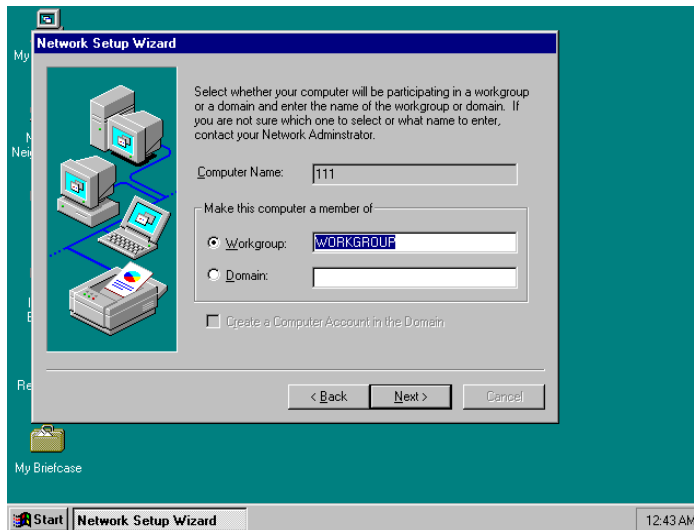 My
Network Setup Wizard
N
Nei
I
E
Re
Select whether your computer will be participating in a workgroup
or a domain and enter the name of the workgroup or domain. If
you are not sure which one to select or what name to enter,
contact your Network Adminstrator.
Computer Name: 111
Make this computer a member of
Workgroup: WORKGROUP
Domain:
Create a Computer Account in the Domain
< Back Next > Cancel
My Briefcase
Start Network Setup Wizard 12:43 AM